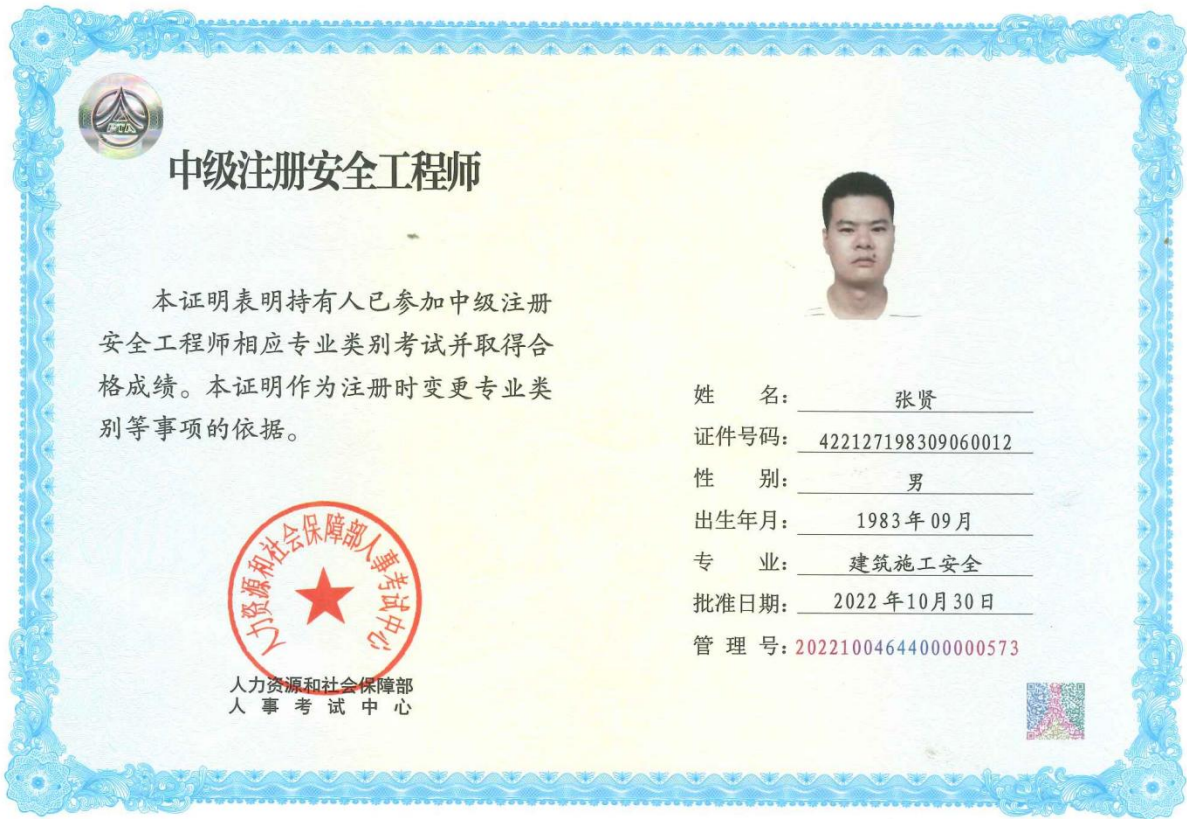 PTA
中级注册安全工程师
本证明表明持有人已参加中级注册
安全工程师相应专业类别考试并取得合
格成绩。本证明作为注册时变更专业类
别等事项的依据。
人力资源和社会保障部人事考试中心
人力资源和社会保障部
人事考试中心
姓名：张贤
证件号码：422127198309060012
性别：男
出生年月：1983年09月
专业：建筑施工安全
批准日期：2022年10月30日
管理号：20221004644000000573